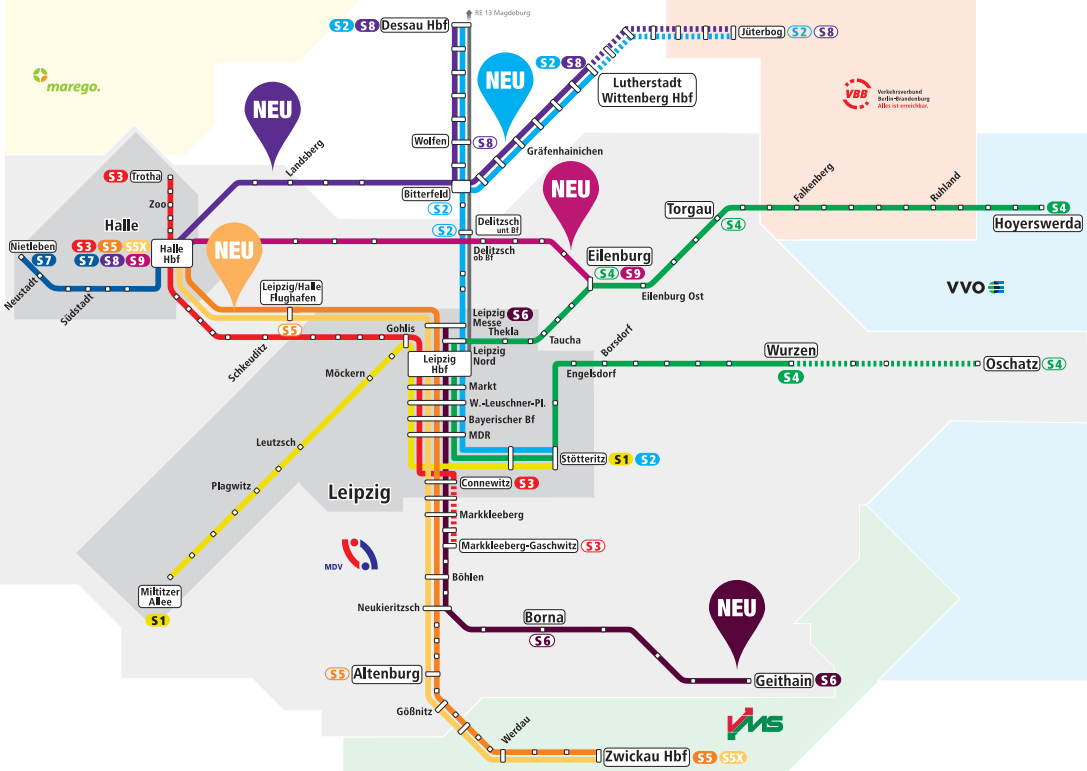 RE 13 Magdeburg
S2 S8 Dessau Hbf
Jüterbog S2 S8
S2 S8
Lutherstadt
Wittenberg Hbf
marego.
NEU
NEU
VBB
Verkehrsverbund
Berlin-Brandenburg
Alles ist erreichbar.
Wolfen
S8
Gräfenhainichen
Landsberg
S3 Trotha
NEU
Falkenberg
Ruhland
Bitterfeld
Zoo
S2
Torgau
S4
S4
Hoyerswerda
Halle
S2
Delitzsch
unt Bf
Nietleben
S7
S3 S5 S5X
S7 S8 S9
Halle
Hbf
NEU
Delitzsch
ob Bf
Eilenburg
S4 S9
Neustadt
Südstadt
Leipzig/Halle
Flughafen
Eilenburg Ost
VVO
S5
Leipzig
Messe
S6
Gohlis
Thekla
Taucha
Schkeuditz
Leipzig
Hbf
Leipzig
Nord
Borsdorf
Wurzen
S4
Engelsdorf
Oschatz S4
Möckern
Markt
W.-Leuschner-Pl.
Bayerischer Bf
MDR
Leutzsch
Stötteritz S1 S2
Plagwitz
Leipzig
Connewitz S3
Markkleeberg
Markkleeberg-Gaschwitz S3
MDV
Böhlen
Miltitzer
Allee
S1
Neukieritzsch
Borna
S6
NEU
S5 Altenburg
Geithain S6
Gößnitz
Werdau
VMS
Zwickau Hbf S5 S5X